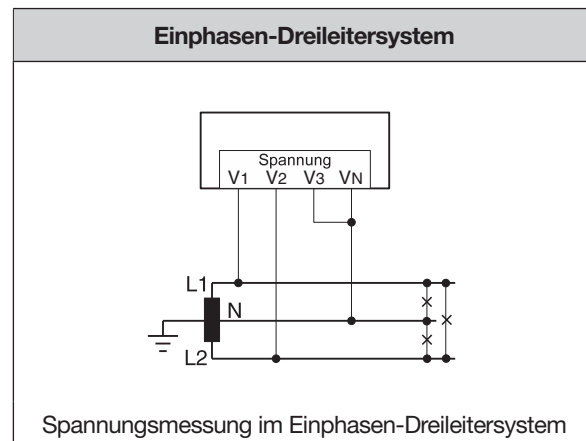 Einphasen-Dreileitersystem
Spannung
V1 V2 V3 VN
L1
N
L2
Spannungsmessung im Einphasen-Dreileitersystem